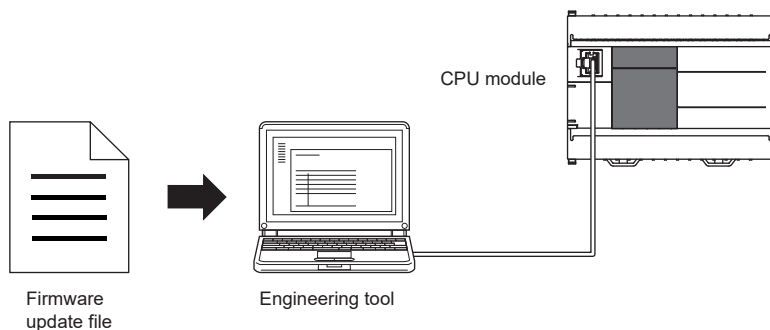 CPU module
Firmware
update file
Engineering tool